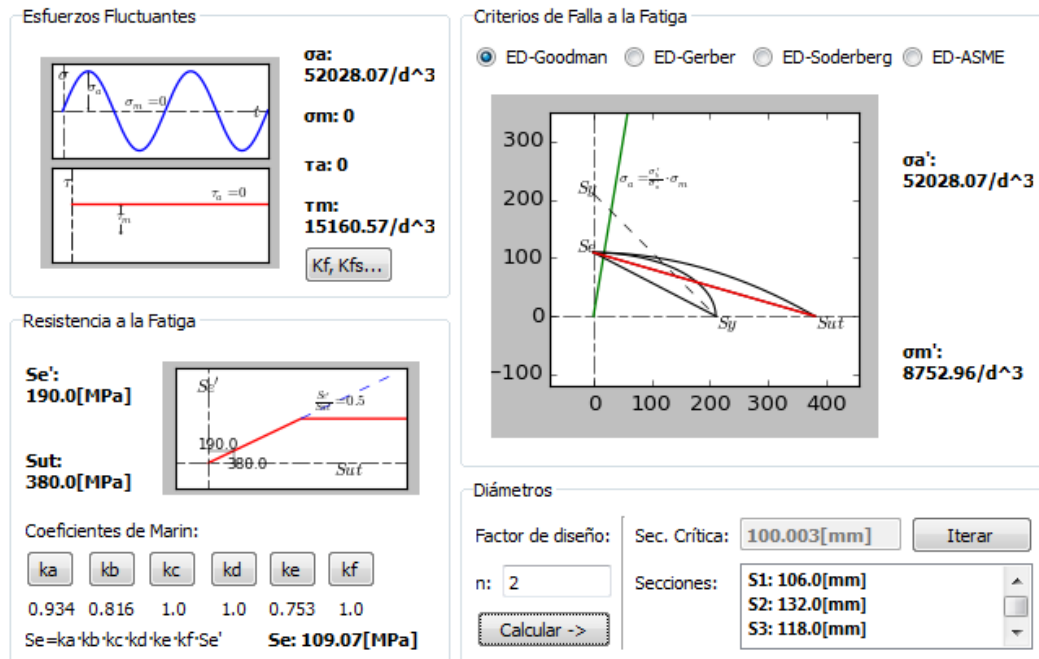 Esfuerzos Fluctuantes
σ
σa
σm =0
t
τ
τa =0
τm
σa:
52028.07/d^3
σm: 0
τa: 0
τm:
15160.57/d^3
Kf, Kfs...
Resistencia a la Fatiga
Se':
190.0[MPa]
Sut:
380.0[MPa]
Se'
Se'/Sut =0.5
190.0
380.0
Sut
Coeficientes de Marin:
ka kb kc kd ke kf
0.934 0.816 1.0 1.0 0.753 1.0
Se=ka·kb·kc·kd·ke·kf·Se' Se: 109.07[MPa]
Criterios de Falla a la Fatiga
ED-Goodman ED-Gerber ED-Soderberg ED-ASME
300
200
100
0
−100
0 100 200 300 400
Sy
Se
Sy
Sut
σa':
52028.07/d^3
σm':
8752.96/d^3
Diámetros
Factor de diseño:
n: 2
Calcular ->
Sec. Crítica: 100.003[mm] Iterar
Secciones:
S1: 106.0[mm]
S2: 132.0[mm]
S3: 118.0[mm]